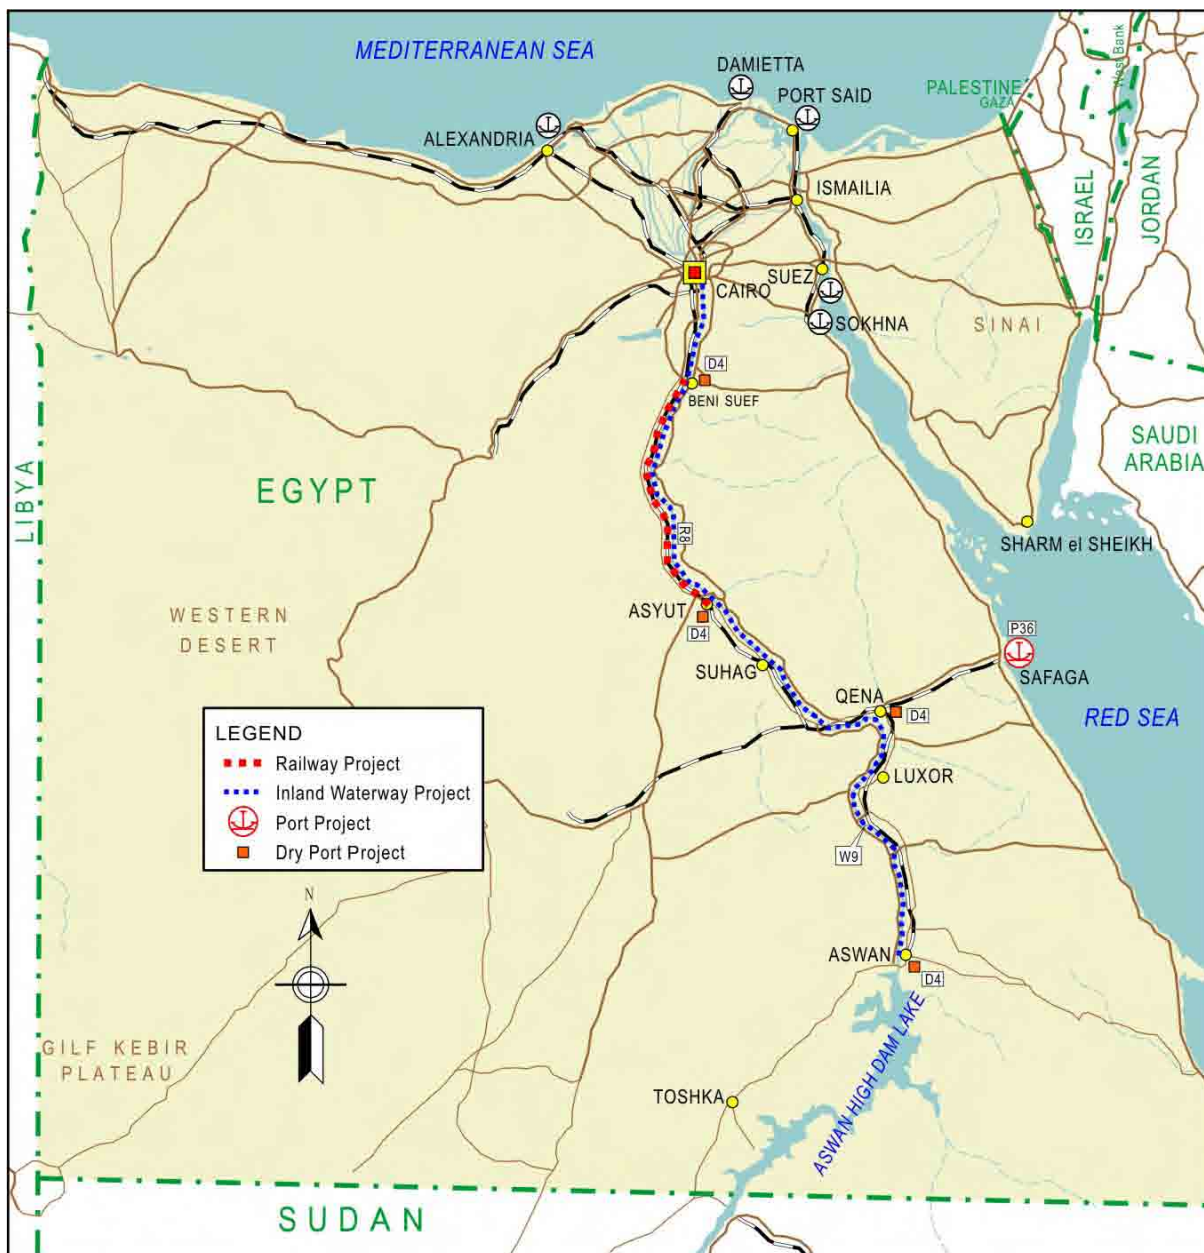 MEDITERRANEAN SEA
DAMIETTA
PORT SAID
ALEXANDRIA
PALESTINE
GAZA
West Bank
ISMAILIA
ISRAEL
JORDAN
SUEZ
CAIRO
SOKHNA
SINAI
D4
BENI SUEF
SAUDI
ARABIA
LIBYA
EGYPT
R8
SHARM el SHEIKH
WESTERN
DESERT
ASYUT
D4
P36
SAFAGA
SUHAG
QENA
D4
RED SEA
LUXOR
LEGEND
Railway Project
Inland Waterway Project
Port Project
Dry Port Project
W9
N
ASWAN
D4
ASWAN HIGH DAM LAKE
GILF KEBIR
PLATEAU
TOSHKA
SUDAN